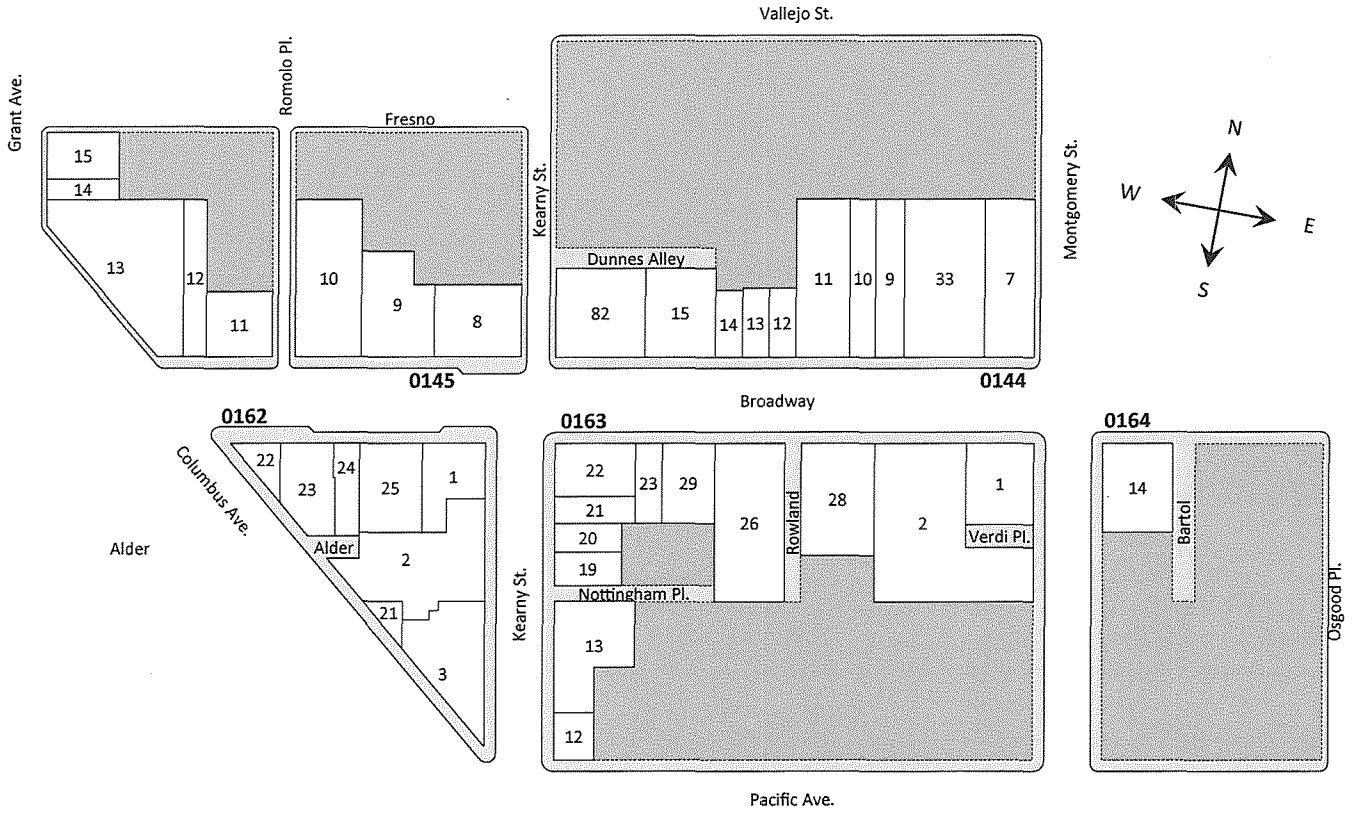 Vallejo St.
Grant Ave.
Romolo Pl.
Fresno
Kearny St.
Montgomery St.
N
W
E
S
15
14
13
12
11
10
9
8
Dunnes Alley
82
15
14
13
12
11
10
9
33
7
0145
0144
Broadway
0162
0163
0164
Columbus Ave.
22
23
24
25
1
Alder
Alder
2
21
3
Kearny St.
22
23
29
21
20
19
Nottingham Pl.
26
Rowland
28
2
1
Verdi Pl.
13
12
14
Bartol
Osgood Pl.
Pacific Ave.